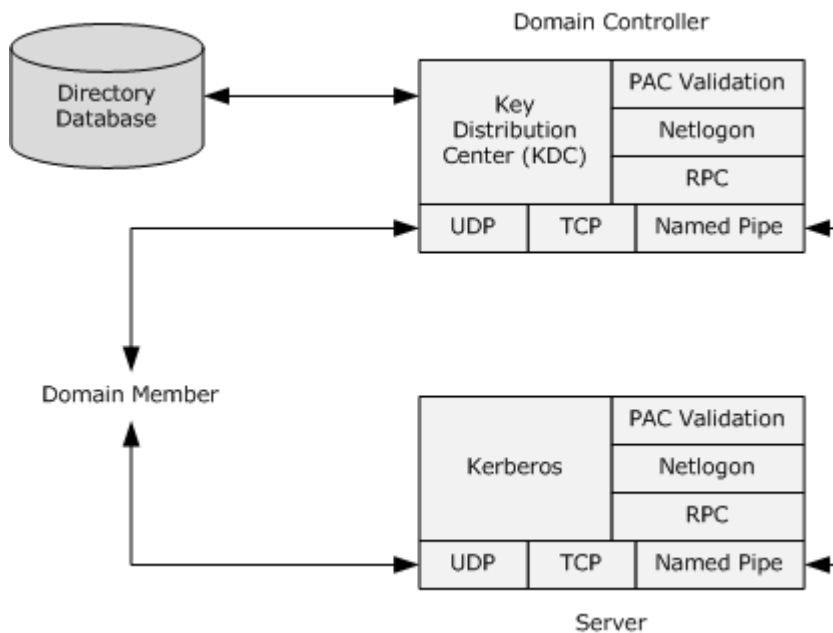 Domain Controller
Directory
Database
Key
Distribution
Center (KDC)
PAC Validation
Netlogon
RPC
UDP
TCP
Named Pipe
Domain Member
Kerberos
PAC Validation
Netlogon
RPC
UDP
TCP
Named Pipe
Server